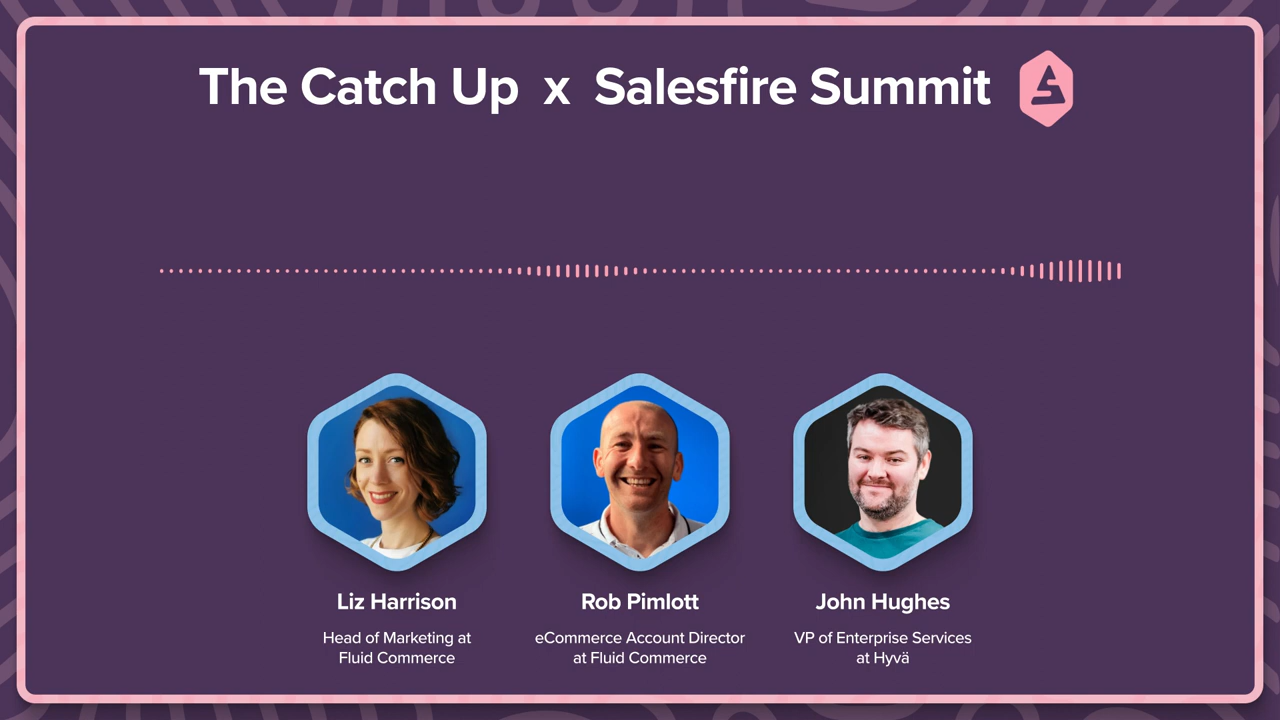 The Catch Up x Salesfire Summit
Liz Harrison
Head of Marketing at
Fluid Commerce
Rob Pimlott
eCommerce Account Director
at Fluid Commerce
John Hughes
VP of Enterprise Services
at Hyvä